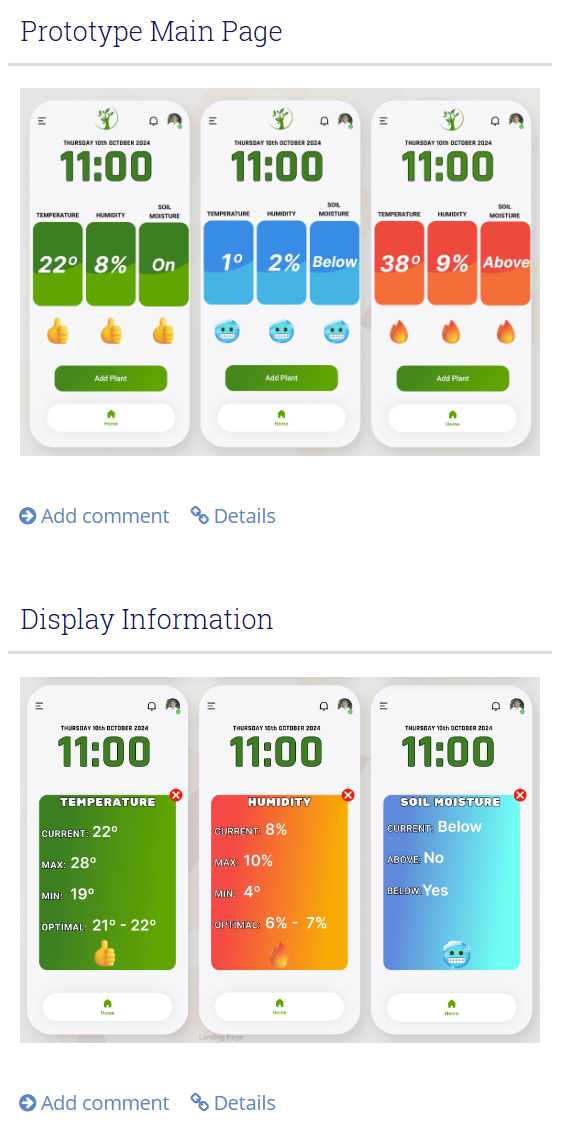 Prototype Main Page
THURSDAY 10th OCTOBER 2024 THURSDAY 10th OCTOBER 2024 THURSDAY 10th OCTOBER 2024
11:00 11:00 11:00
TEMPERATURE HUMIDITY SOIL MOISTURE TEMPERATURE HUMIDITY SOIL MOISTURE TEMPERATURE HUMIDITY SOIL MOISTURE
22º 8% On 1º 2% Below 38º 9% Above
Add Plant Add Plant Add Plant
Home Home Home
Add comment Details
Display Information
THURSDAY 10th OCTOBER 2024 THURSDAY 10th OCTOBER 2024 THURSDAY 10th OCTOBER 2024
11:00 11:00 11:00
TEMPERATURE HUMIDITY SOIL MOISTURE
CURRENT: 22º CURRENT: 8% CURRENT: Below
MAX: 28º MAX: 10% ABOVE: No
MIN: 19º MIN: 4º BELOW: Yes
OPTIMAL: 21º - 22º OPTIMAL: 6% - 7%
Home Home Home
Landing Page
Add comment Details